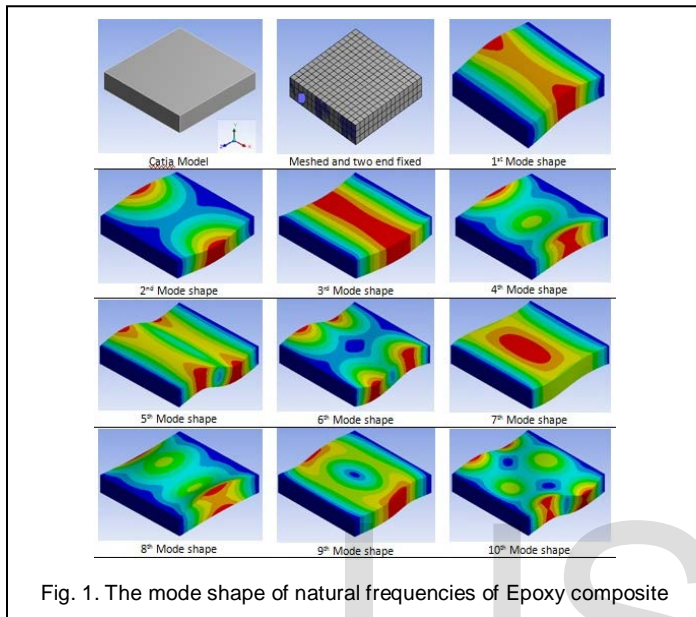 Catia Model
Meshed and two end fixed
1st Mode shape
2nd Mode shape
3rd Mode shape
4th Mode shape
5th Mode shape
6th Mode shape
7th Mode shape
8th Mode shape
9th Mode shape
10th Mode shape
Fig. 1. The mode shape of natural frequencies of Epoxy composite